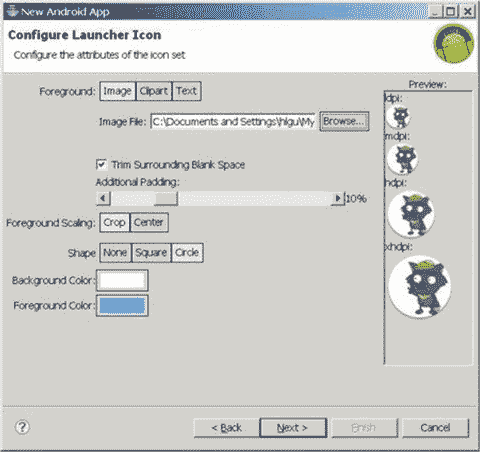 New Android App
Configure Launcher Icon
Configure the attributes of the icon set
Foreground: Image Clipart Text
Image File: C:\Documents and Settings\hlgu\My Browse...
Trim Surrounding Blank Space
Additional Padding:
10%
Foreground Scaling: Crop Center
Shape None Square Circle
Background Color:
Foreground Color:
Preview:
ldpi:
mdpi:
hdpi:
xhdpi:
? < Back Next > Finish Cancel